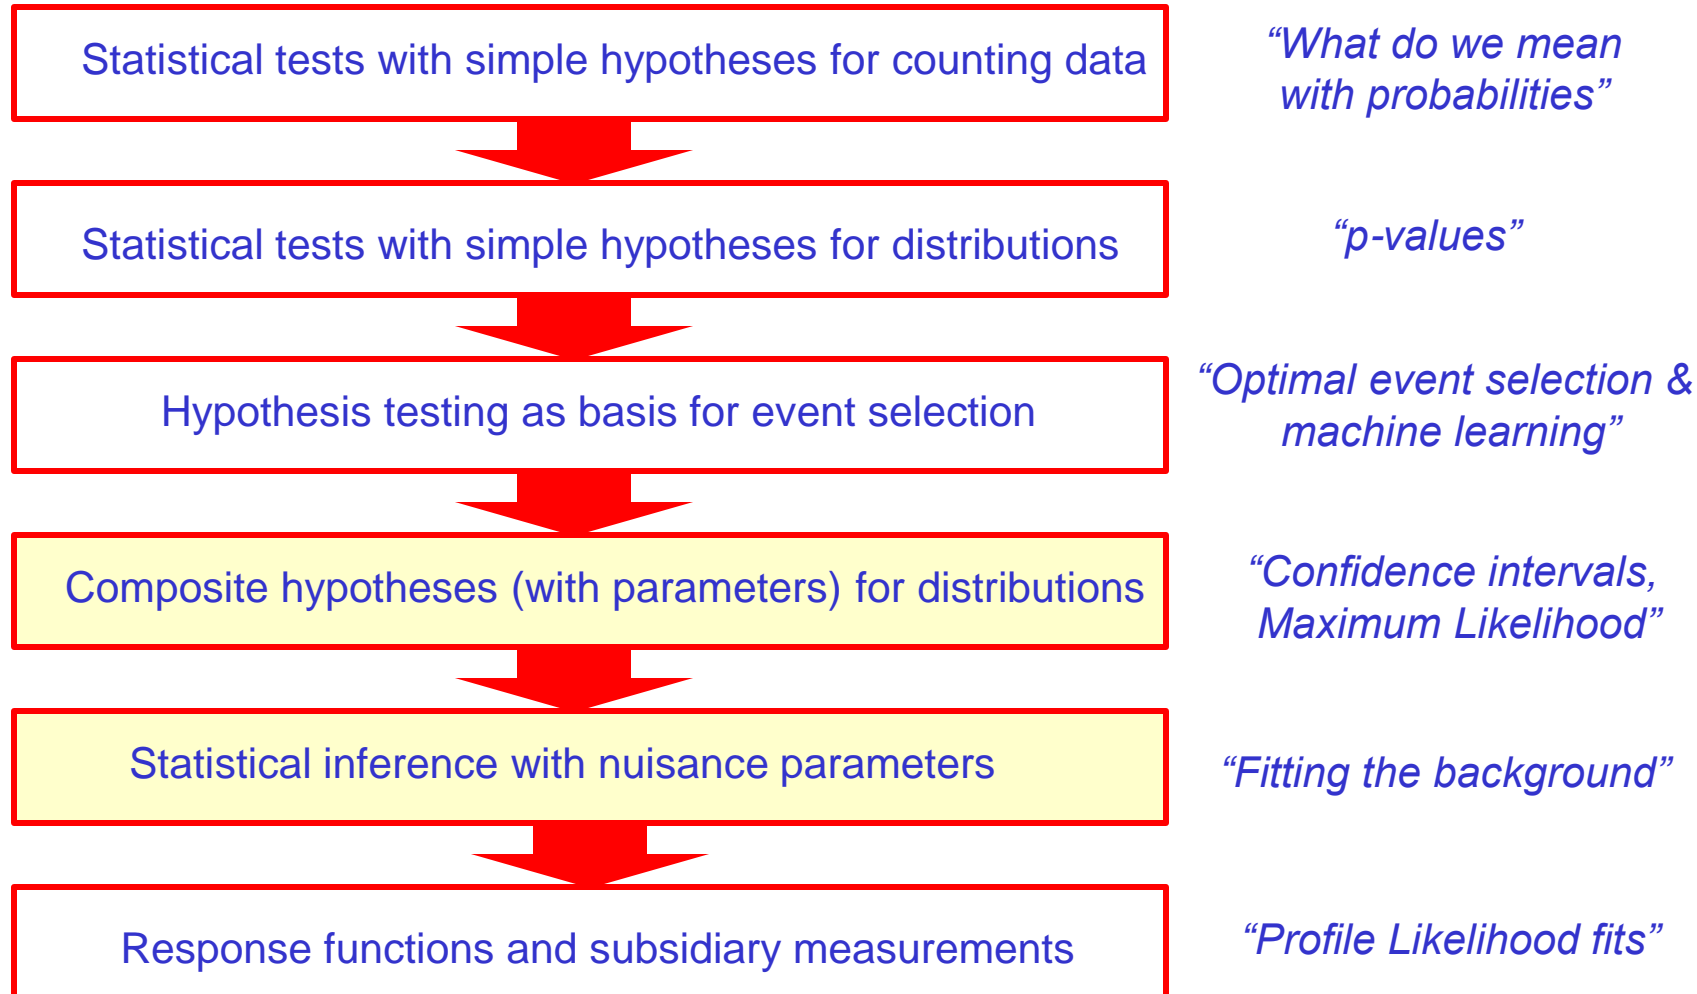 Statistical tests with simple hypotheses for counting data
“What do we mean
with probabilities”
Statistical tests with simple hypotheses for distributions
“p-values”
Hypothesis testing as basis for event selection
“Optimal event selection &
machine learning”
Composite hypotheses (with parameters) for distributions
“Confidence intervals,
Maximum Likelihood”
Statistical inference with nuisance parameters
“Fitting the background”
Response functions and subsidiary measurements
“Profile Likelihood fits”